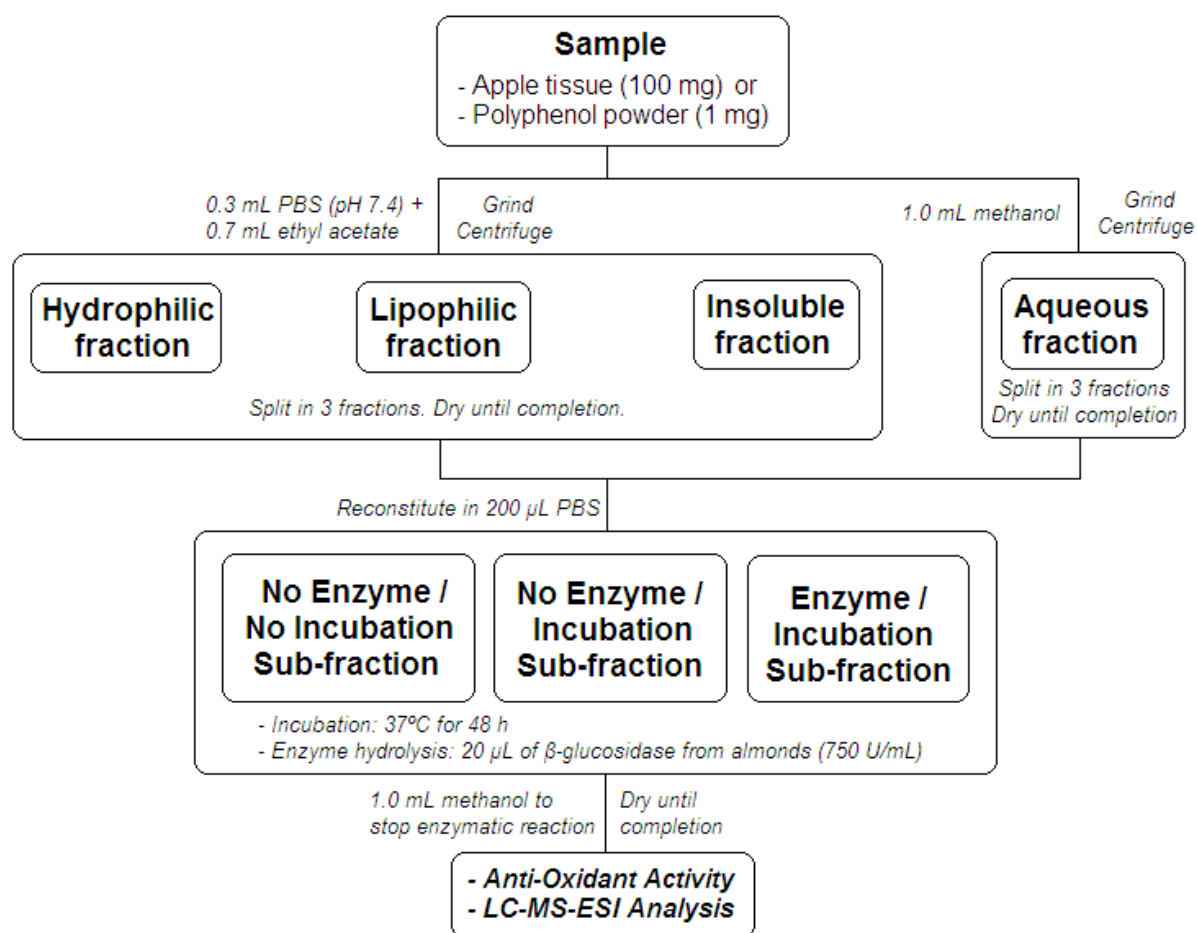 Sample
- Apple tissue (100 mg) or
- Polyphenol powder (1 mg)
0.3 mL PBS (pH 7.4) +
0.7 mL ethyl acetate
Grind
Centrifuge
1.0 mL methanol
Grind
Centrifuge
Hydrophilic
fraction
Lipophilic
fraction
Insoluble
fraction
Split in 3 fractions. Dry until completion.
Aqueous
fraction
Split in 3 fractions
Dry until completion
Reconstitute in 200 µL PBS
No Enzyme /
No Incubation
Sub-fraction
No Enzyme /
Incubation
Sub-fraction
Enzyme /
Incubation
Sub-fraction
- Incubation: 37ºC for 48 h
- Enzyme hydrolysis: 20 µL of β-glucosidase from almonds (750 U/mL)
1.0 mL methanol to
stop enzymatic reaction
Dry until
completion
- Anti-Oxidant Activity
- LC-MS-ESI Analysis